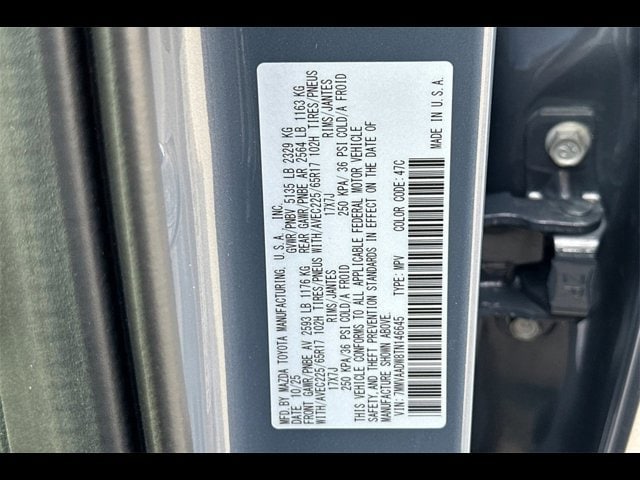 MFD.BY MAZDA TOYOTA MANUFACTURING, U.S.A., INC.
DATE: 10/25 GVWR/PNBV 5135 LB 2329 KG
FRONT GAWR/PNBE AV 2593 LB 1176 KG REAR GAWR/PNBE AR 2564 LB 1163 KG
WITH/AVEC225/65R17 102H TIRES/PNEUS WITH/AVEC225/65R17 102H TIRES/PNEUS
17X7J RIMS/JANTES 17X7J RIMS/JANTES
250 KPA/36 PSI COLD/A FROID 250 KPA/ 36 PSI COLD/A FROID
THIS VEHICLE CONFORMS TO ALL APPLICABLE FEDERAL MOTOR VEHICLE
SAFETY,AND THEFT PREVENTION STANDARDS IN EFFECT ON THE DATE OF
MANUFACTURE SHOWN ABOVE.
VIN: 7MMVAADW8TN146645 TYPE: MPV COLOR CODE: 47C
MADE IN U.S.A.